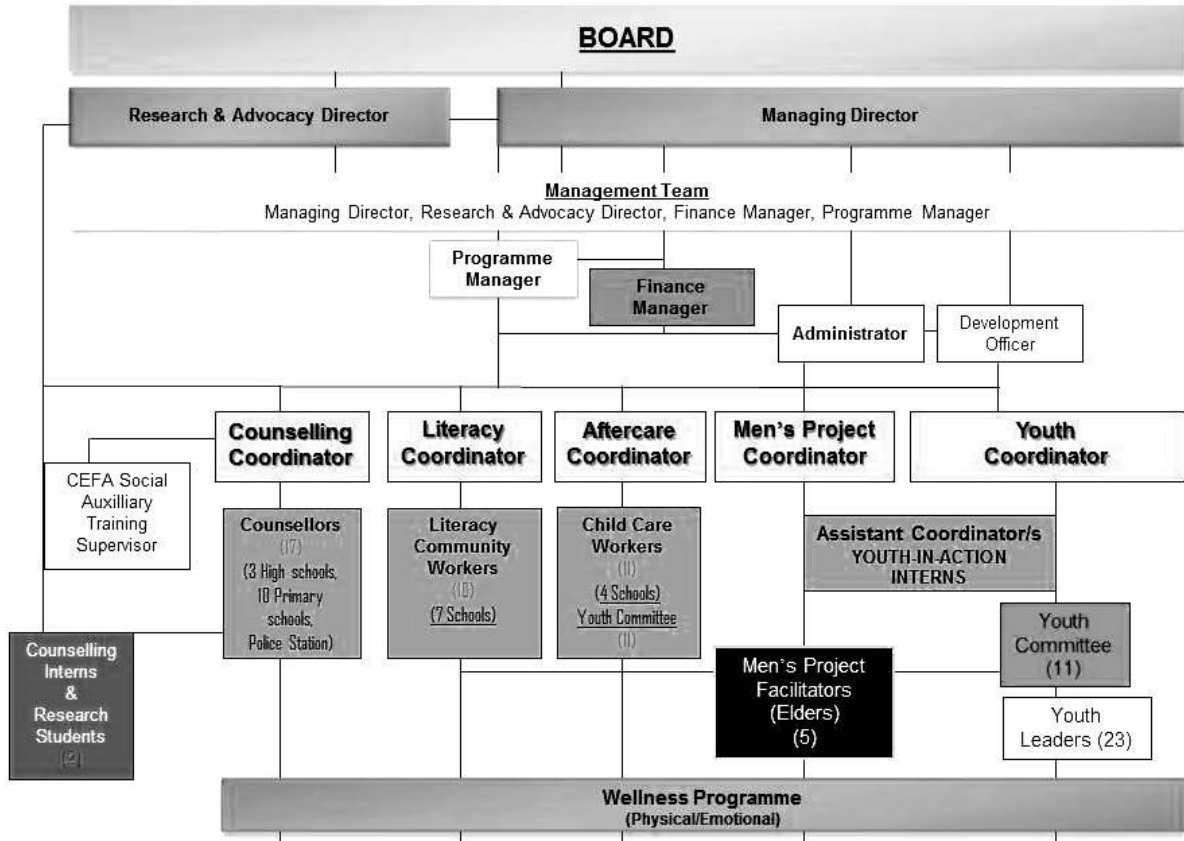 BOARD
Research & Advocacy Director
Managing Director
Management Team
Managing Director, Research & Advocacy Director, Finance Manager, Programme Manager
Programme
Manager
Finance
Manager
Administrator
Development
Officer
Counselling
Coordinator
Literacy
Coordinator
Aftercare
Coordinator
Men's Project
Coordinator
Youth
Coordinator
CEFA Social
Auxilliary
Training
Supervisor
Counsellors
(17)
(3 High schools,
10 Primary
schools,
Police Station)
Literacy
Community
Workers
(18)
(7 Schools)
Child Care
Workers
(11)
(4 Schools)
Youth Committee
(11)
Assistant Coordinator/s
YOUTH-IN-ACTION
INTERNS
Counselling
Interns
&
Research
Students
(2)
Men's Project
Facilitators
(Elders)
(5)
Youth
Committee
(11)
Youth
Leaders (23)
Wellness Programme
(Physical/Emotional)